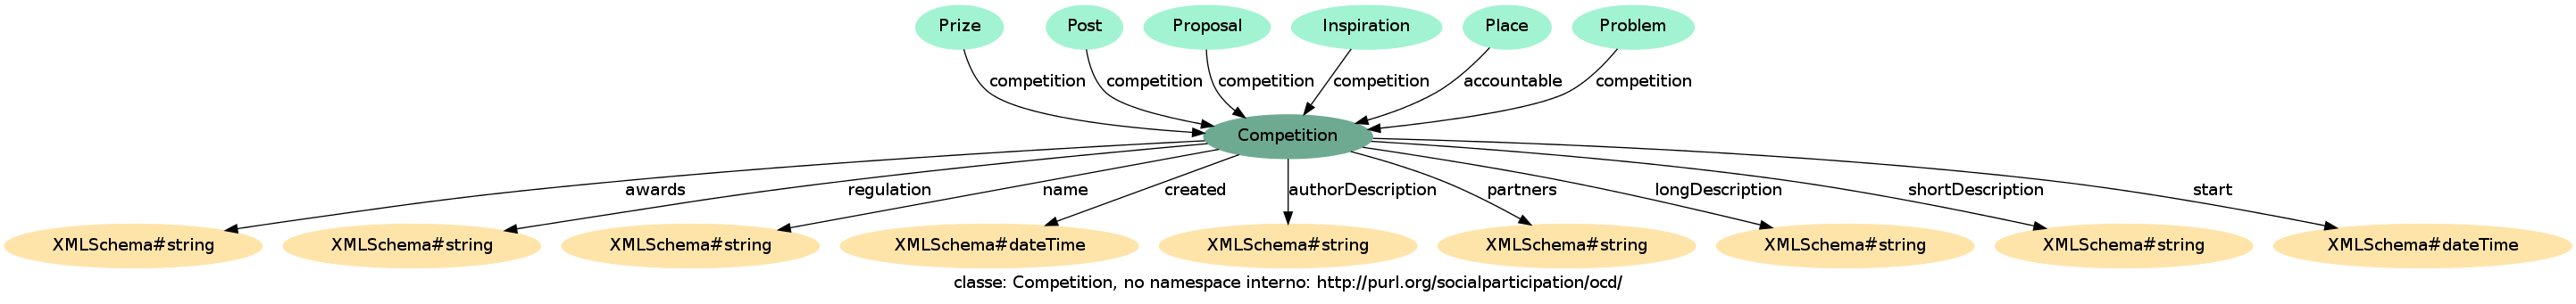 Prize Post Proposal Inspiration Place Problem
competition competition competition competition accountable competition
Competition
awards regulation name created authorDescription partners longDescription shortDescription start
XMLSchema#string XMLSchema#string XMLSchema#string XMLSchema#dateTime XMLSchema#string XMLSchema#string XMLSchema#string XMLSchema#string XMLSchema#dateTime
classe: Competition, no namespace interno: http://purl.org/socialparticipation/ocd/